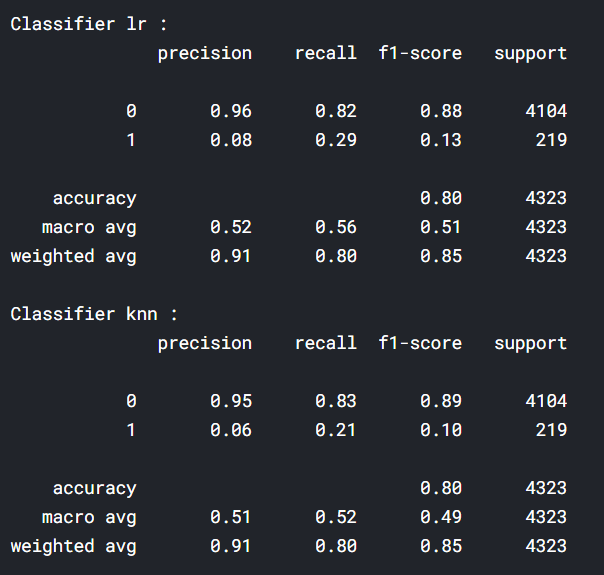 Classifier lr :
precision recall f1-score support
0 0.96 0.82 0.88 4104
1 0.08 0.29 0.13 219
accuracy 0.80 4323
macro avg 0.52 0.56 0.51 4323
weighted avg 0.91 0.80 0.85 4323
Classifier knn :
precision recall f1-score support
0 0.95 0.83 0.89 4104
1 0.06 0.21 0.10 219
accuracy 0.80 4323
macro avg 0.51 0.52 0.49 4323
weighted avg 0.91 0.80 0.85 4323